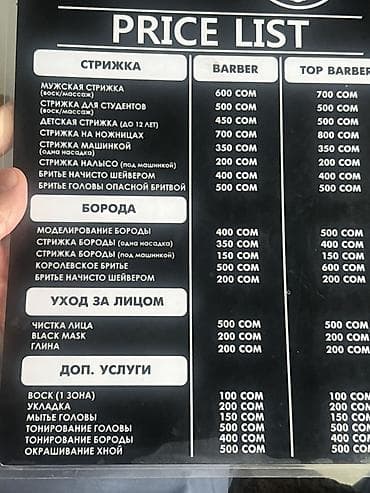 PRICE LIST
СТРИЖКА BARBER TOP BARBER
МУЖСКАЯ СТРИЖКА 600 СОМ 700 СОМ
(воск/массаж)
СТРИЖКА ДЛЯ СТУДЕНТОВ 500 СОМ 500 СОМ
(воск/массаж)
ДЕТСКАЯ СТРИЖКА (ДО 12 ЛЕТ) 450 СОМ 500 СОМ
СТРИЖКА НА НОЖНИЦАХ 700 СОМ 800 СОМ
СТРИЖКА МАШИНКОЙ 350 СОМ 350 СОМ
(одна насадка)
СТРИЖКА НАЛЫСО (под машинкой) 200 СОМ 200 СОМ
БРИТЬЕ НАЧИСТО ШЕЙВЕРОМ 400 СОМ 400 СОМ
БРИТЬЕ ГОЛОВЫ ОПАСНОЙ БРИТВОЙ 500 СОМ 500 СОМ
БОРОДА
МОДЕЛИРОВАНИЕ БОРОДЫ 400 СОМ 500 СОМ
СТРИЖКА БОРОДЫ (одна насадка) 350 СОМ 400 СОМ
СТРИЖКА БОРОДЫ (под машинкой) 150 СОМ 150 СОМ
КОРОЛЕВСКОЕ БРИТЬЕ 500 СОМ 600 СОМ
БРИТЬЕ НАЧИСТО ШЕЙВЕРОМ 200 СОМ 200 СОМ
УХОД ЗА ЛИЦОМ
ЧИСТКА ЛИЦА 500 СОМ 500 СОМ
BLACK MASK 200 СОМ 200 СОМ
ГЛИНА 200 СОМ 200 СОМ
ДОП. УСЛУГИ
ВОСК (1 ЗОНА) 100 СОМ 100 СО
УКЛАДКА 200 СОМ 200 СО
МЫТЬЕ ГОЛОВЫ 150 СОМ 150 СО
ТОНИРОВАНИЕ ГОЛОВЫ 500 СОМ 500 СО
ТОНИРОВАНИЕ БОРОДЫ 400 СОМ 400 СО
ОКРАШИВАНИЕ ХНОЙ 500 СОМ 500 СО